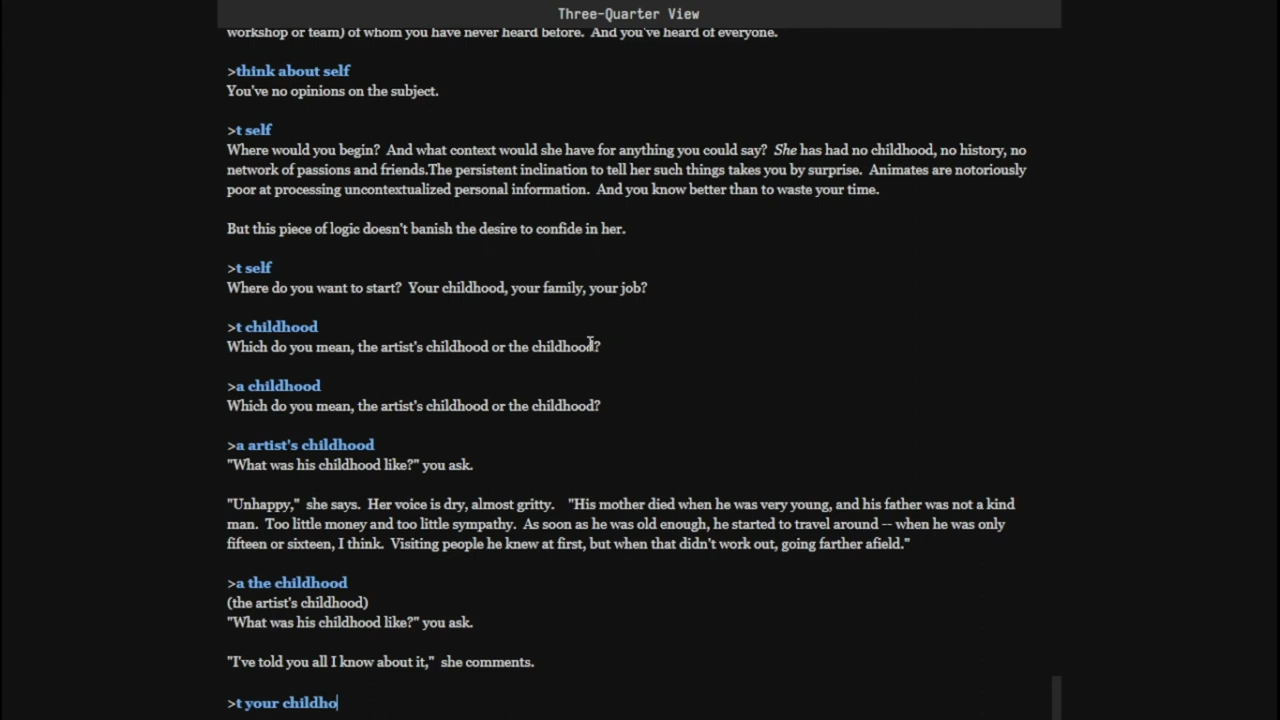 Three-Quarter View
workshop or team) of whom you have never heard before.  And you've heard of everyone.
>think about self
You've no opinions on the subject.
>t self
Where would you begin?  And what context would she have for anything you could say?  She has had no childhood, no history, no
network of passions and friends.The persistent inclination to tell her such things takes you by surprise.  Animates are notoriously
poor at processing uncontextualized personal information.  And you know better than to waste your time.
But this piece of logic doesn't banish the desire to confide in her.
>t self
Where do you want to start?  Your childhood, your family, your job?
>t childhood
Which do you mean, the artist's childhood or the childhood?
>a childhood
Which do you mean, the artist's childhood or the childhood?
>a artist's childhood
"What was his childhood like?" you ask.
"Unhappy,"  she says.  Her voice is dry, almost gritty.   "His mother died when he was very young, and his father was not a kind
man.  Too little money and too little sympathy.  As soon as he was old enough, he started to travel around -- when he was only
fifteen or sixteen, I think.  Visiting people he knew at first, but when that didn't work out, going farther afield."
>a the childhood
(the artist's childhood)
"What was his childhood like?" you ask.
"I've told you all I know about it,"  she comments.
>t your childho